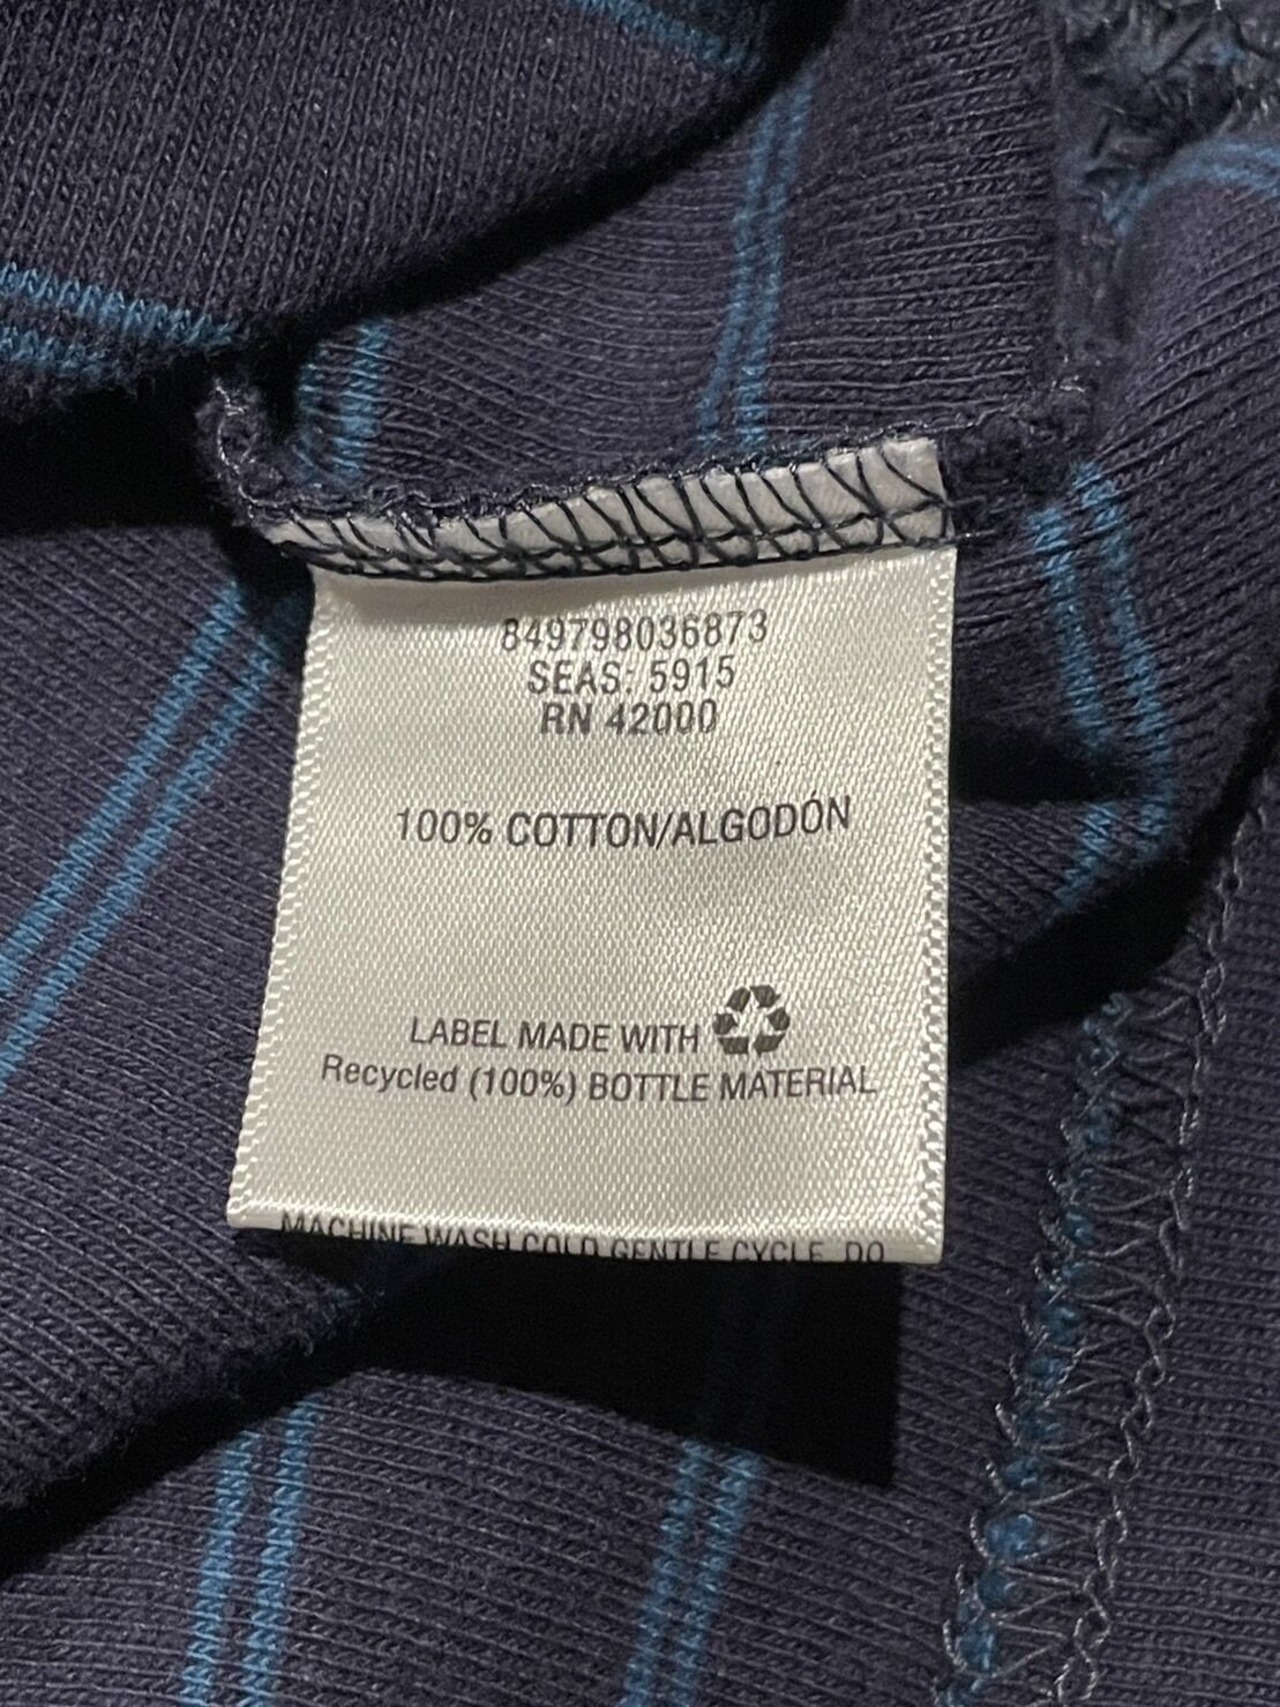 849798036873
SEAS: 5915
RN 42000
100% COTTON/ALGODÓN
LABEL MADE WITH
Recycled (100%) BOTTLE MATERIAL
MACHINE WASH COLD GENTLE CYCLE DO